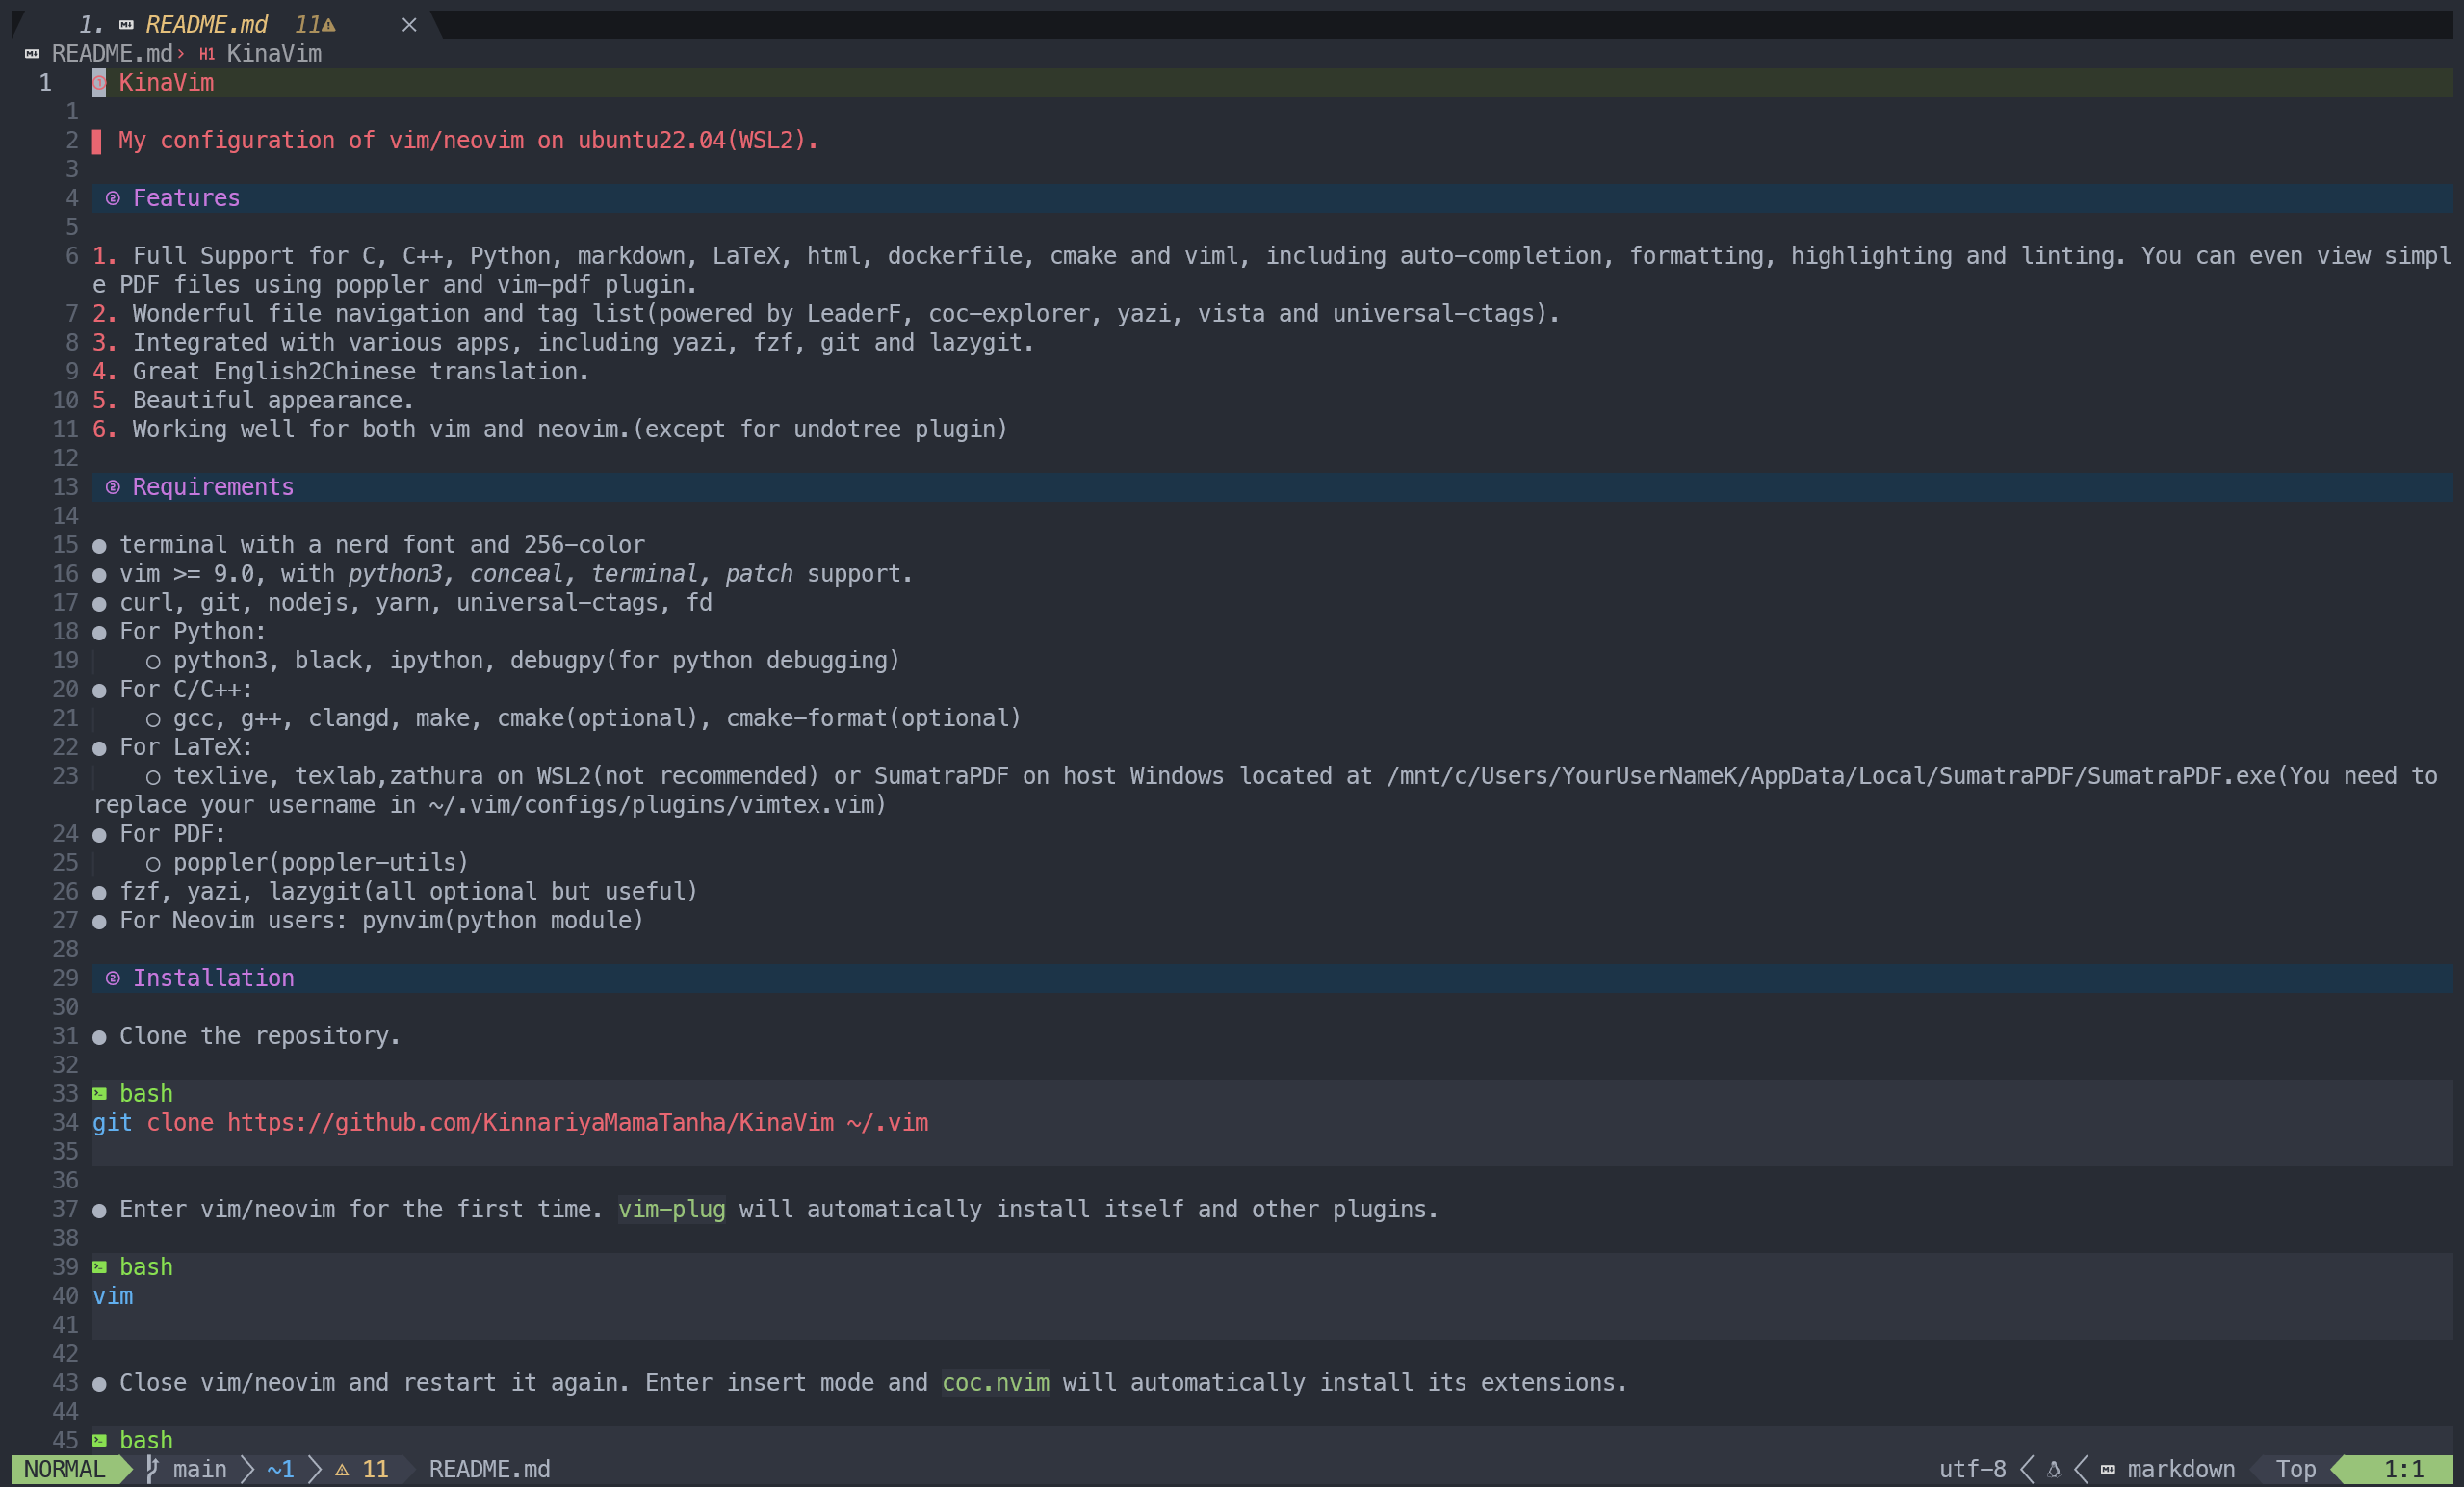 1. README.md 11
README.md › H1 KinaVim
1 KinaVim
1
2 My configuration of vim/neovim on ubuntu22.04(WSL2).
3
4 ② Features
5
6 1. Full Support for C, C++, Python, markdown, LaTeX, html, dockerfile, cmake and viml, including auto-completion, formatting, highlighting and linting. You can even view simpl
e PDF files using poppler and vim-pdf plugin.
7 2. Wonderful file navigation and tag list(powered by LeaderF, coc-explorer, yazi, vista and universal-ctags).
8 3. Integrated with various apps, including yazi, fzf, git and lazygit.
9 4. Great English2Chinese translation.
10 5. Beautiful appearance.
11 6. Working well for both vim and neovim.(except for undotree plugin)
12
13 ② Requirements
14
15 ● terminal with a nerd font and 256-color
16 ● vim >= 9.0, with python3, conceal, terminal, patch support.
17 ● curl, git, nodejs, yarn, universal-ctags, fd
18 ● For Python:
19 ○ python3, black, ipython, debugpy(for python debugging)
20 ● For C/C++:
21 ○ gcc, g++, clangd, make, cmake(optional), cmake-format(optional)
22 ● For LaTeX:
23 ○ texlive, texlab,zathura on WSL2(not recommended) or SumatraPDF on host Windows located at /mnt/c/Users/YourUserNameK/AppData/Local/SumatraPDF/SumatraPDF.exe(You need to
replace your username in ~/.vim/configs/plugins/vimtex.vim)
24 ● For PDF:
25 ○ poppler(poppler-utils)
26 ● fzf, yazi, lazygit(all optional but useful)
27 ● For Neovim users: pynvim(python module)
28
29 ② Installation
30
31 ● Clone the repository.
32
33 bash
34 git clone https://github.com/KinnariyaMamaTanha/KinaVim ~/.vim
35
36
37 ● Enter vim/neovim for the first time. vim-plug will automatically install itself and other plugins.
38
39 bash
40 vim
41
42
43 ● Close vim/neovim and restart it again. Enter insert mode and coc.nvim will automatically install its extensions.
44
45 bash
NORMAL main ~1 11 README.md utf-8 markdown Top 1:1